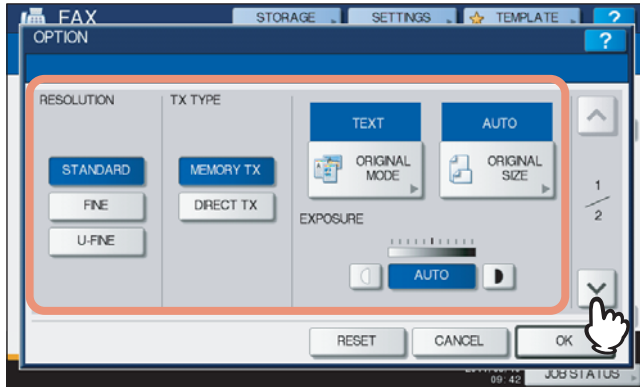 FAX
STORAGE
SETTINGS
TEMPLATE
?
OPTION
?
RESOLUTION
TX TYPE
TEXT
AUTO
STANDARD
MEMORY TX
ORIGINAL
MODE
ORIGINAL
SIZE
FINE
DIRECT TX
1
2
EXPOSURE
U-FINE
AUTO
RESET
CANCEL
OK
09:42
JOB STATUS